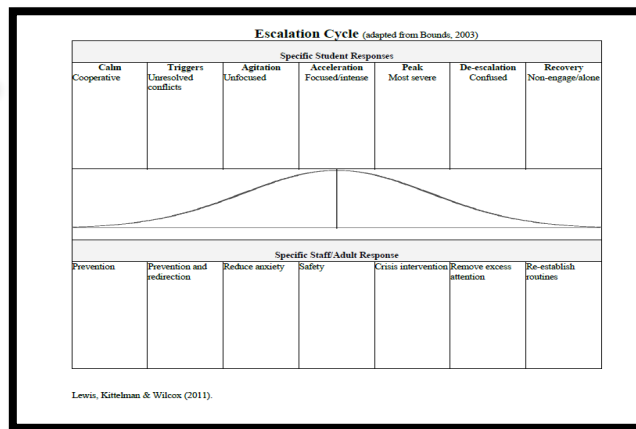 Escalation Cycle (adapted from Bounds, 2003)
Specific Student Responses
Calm
Cooperative
Triggers
Unresolved
conflicts
Agitation
Unfocused
Acceleration
Focused/intense
Peak
Most severe
De-escalation
Confused
Recovery
Non-engage/alone
Specific Staff/Adult Response
Prevention
Prevention and
redirection
Reduce anxiety
Safety
Crisis intervention
Remove excess
attention
Re-establish
routines
Lewis, Kittelman & Wilcox (2011).